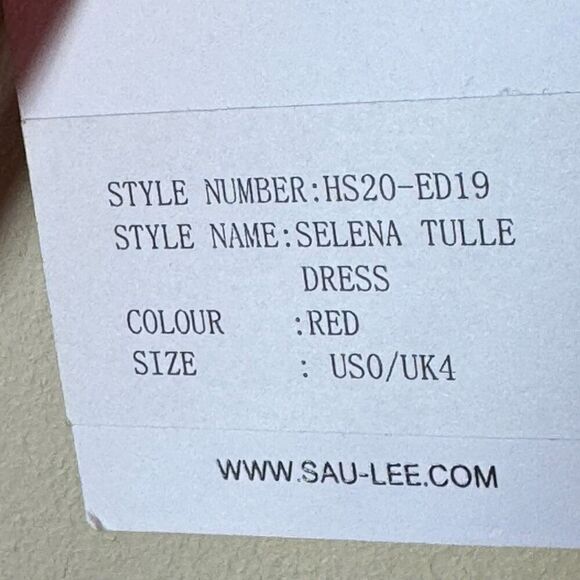 STYLE NUMBER:HS20-ED19
STYLE NAME:SELENA TULLE
DRESS
COLOUR :RED
SIZE : US0/UK4
WWW.SAU-LEE.COM